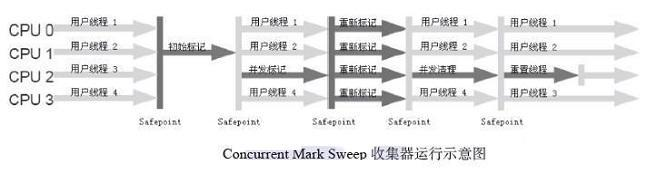 CPU 0 用户线程 1 用户线程 1 重新标记 用户线程 1 用户线程 1
CPU 1 用户线程 2 初始标记 用户线程 2 重新标记 用户线程 2 用户线程 2
CPU 2 用户线程 3 并发标记 重新标记 并发清理 重置线程
CPU 3 用户线程 4 用户线程 4 重新标记 用户线程 4 用户线程 3
Safepoint Safepoint Safepoint Safepoint Safepoint
Concurrent Mark Sweep 收集器运行示意图